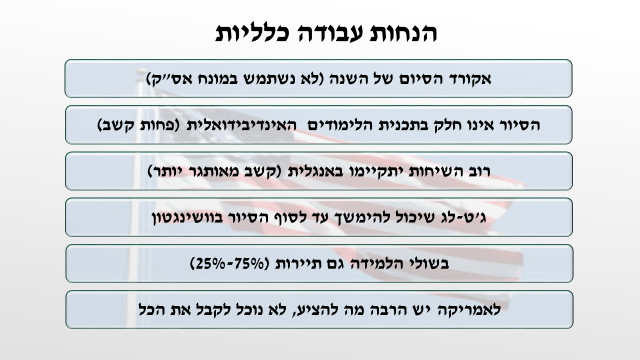 הנחות עבודה כלליות
אקורד הסיום של השנה (לא נשתמש במונח אס״ק)
הסיור אינו חלק בתכנית הלימודים האינדיבידואלית (פחות קשב)
רוב השיחות יתקיימו באנגלית (קשב מאותגר יותר)
ג׳ט-לג שיכול להימשך עד לסוף הסיור בוושינגטון
בשולי הלמידה גם תיירות (25%-75%)
לאמריקה יש הרבה מה להציע, לא נוכל לקבל את הכל